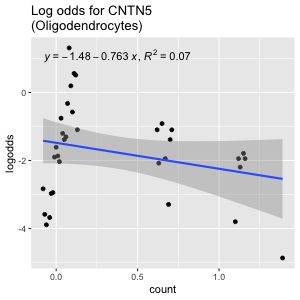 Log odds for CNTN5
(Oligodendrocytes)
y = −1.48 − 0.763 x, R² = 0.07
0
-2
-4
logodds
0.0 0.5 1.0
count